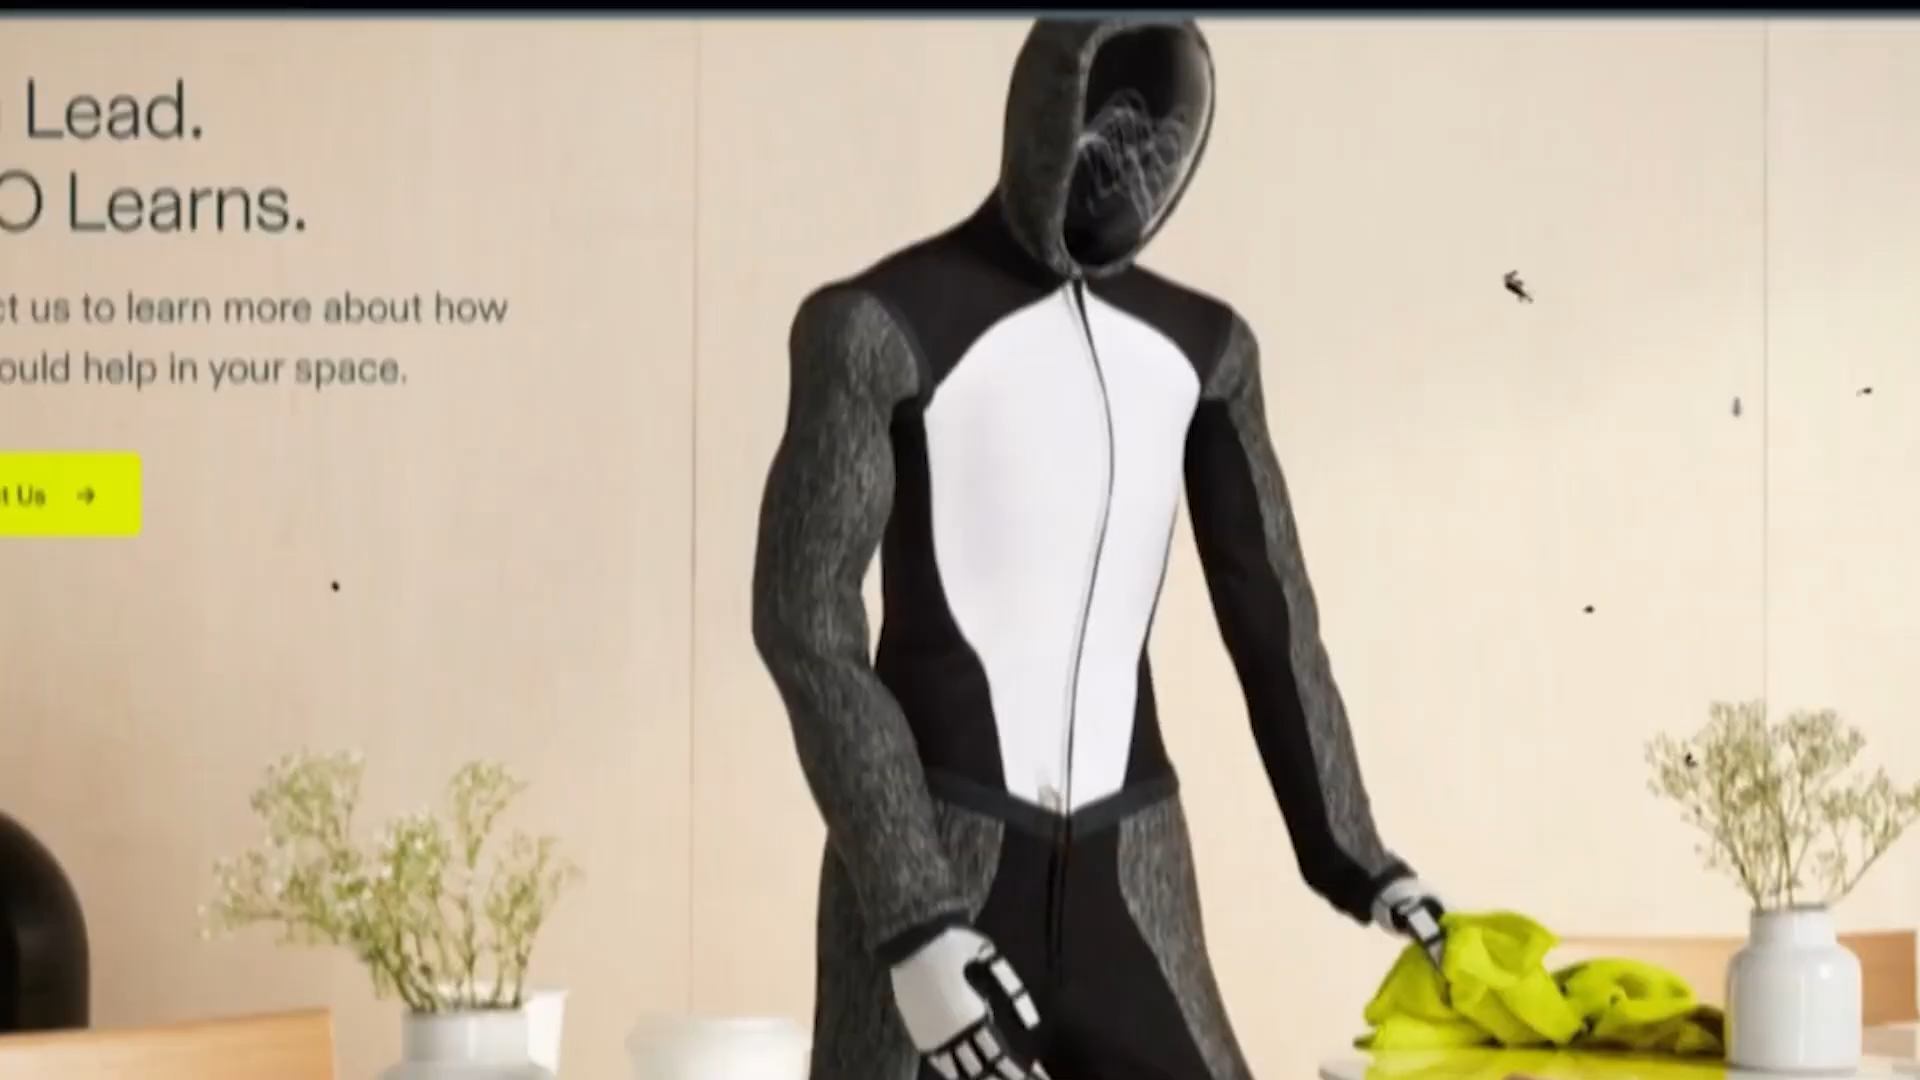 Lead.
O Learns.
ct us to learn more about how
ould help in your space.
t Us →